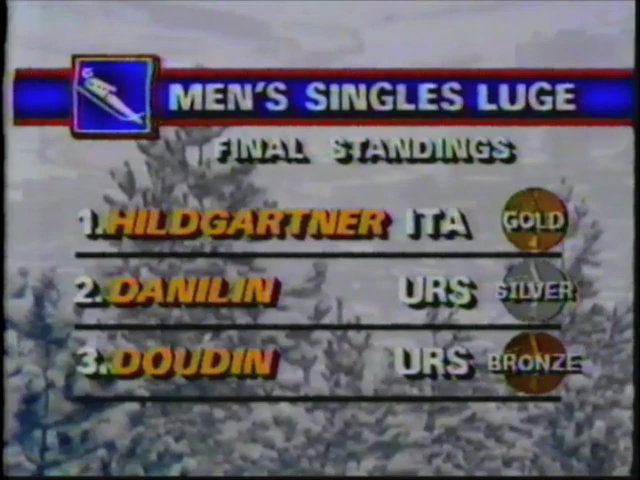 MEN'S SINGLES LUGE
FINAL STANDINGS
1. HILDGARTNER ITA GOLD
2. DANILIN URS SILVER
3. DOUDIN URS BRONZE